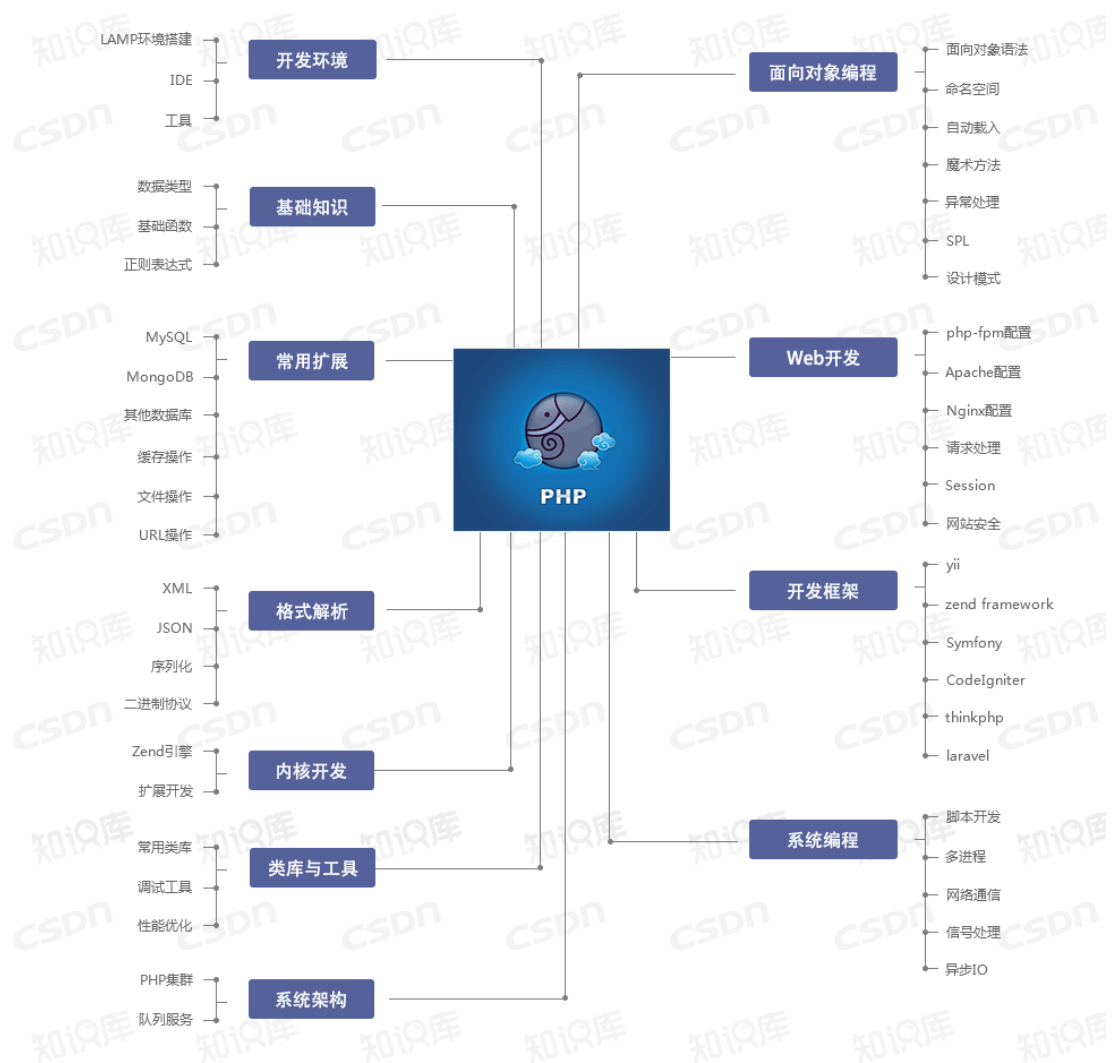 开发环境
LAMP环境搭建
IDE
工具
基础知识
数据类型
基础函数
正则表达式
常用扩展
MySQL
MongoDB
其他数据库
缓存操作
文件操作
URL操作
格式解析
XML
JSON
序列化
二进制协议
内核开发
Zend引擎
扩展开发
类库与工具
常用类库
调试工具
性能优化
系统架构
PHP集群
队列服务
PHP
面向对象编程
面向对象语法
命名空间
自动载入
魔术方法
异常处理
SPL
设计模式
Web开发
php-fpm配置
Apache配置
Nginx配置
请求处理
Session
网站安全
开发框架
yii
zend framework
Symfony
CodeIgniter
thinkphp
laravel
系统编程
脚本开发
多进程
网络通信
信号处理
异步IO
CSDN
知识库